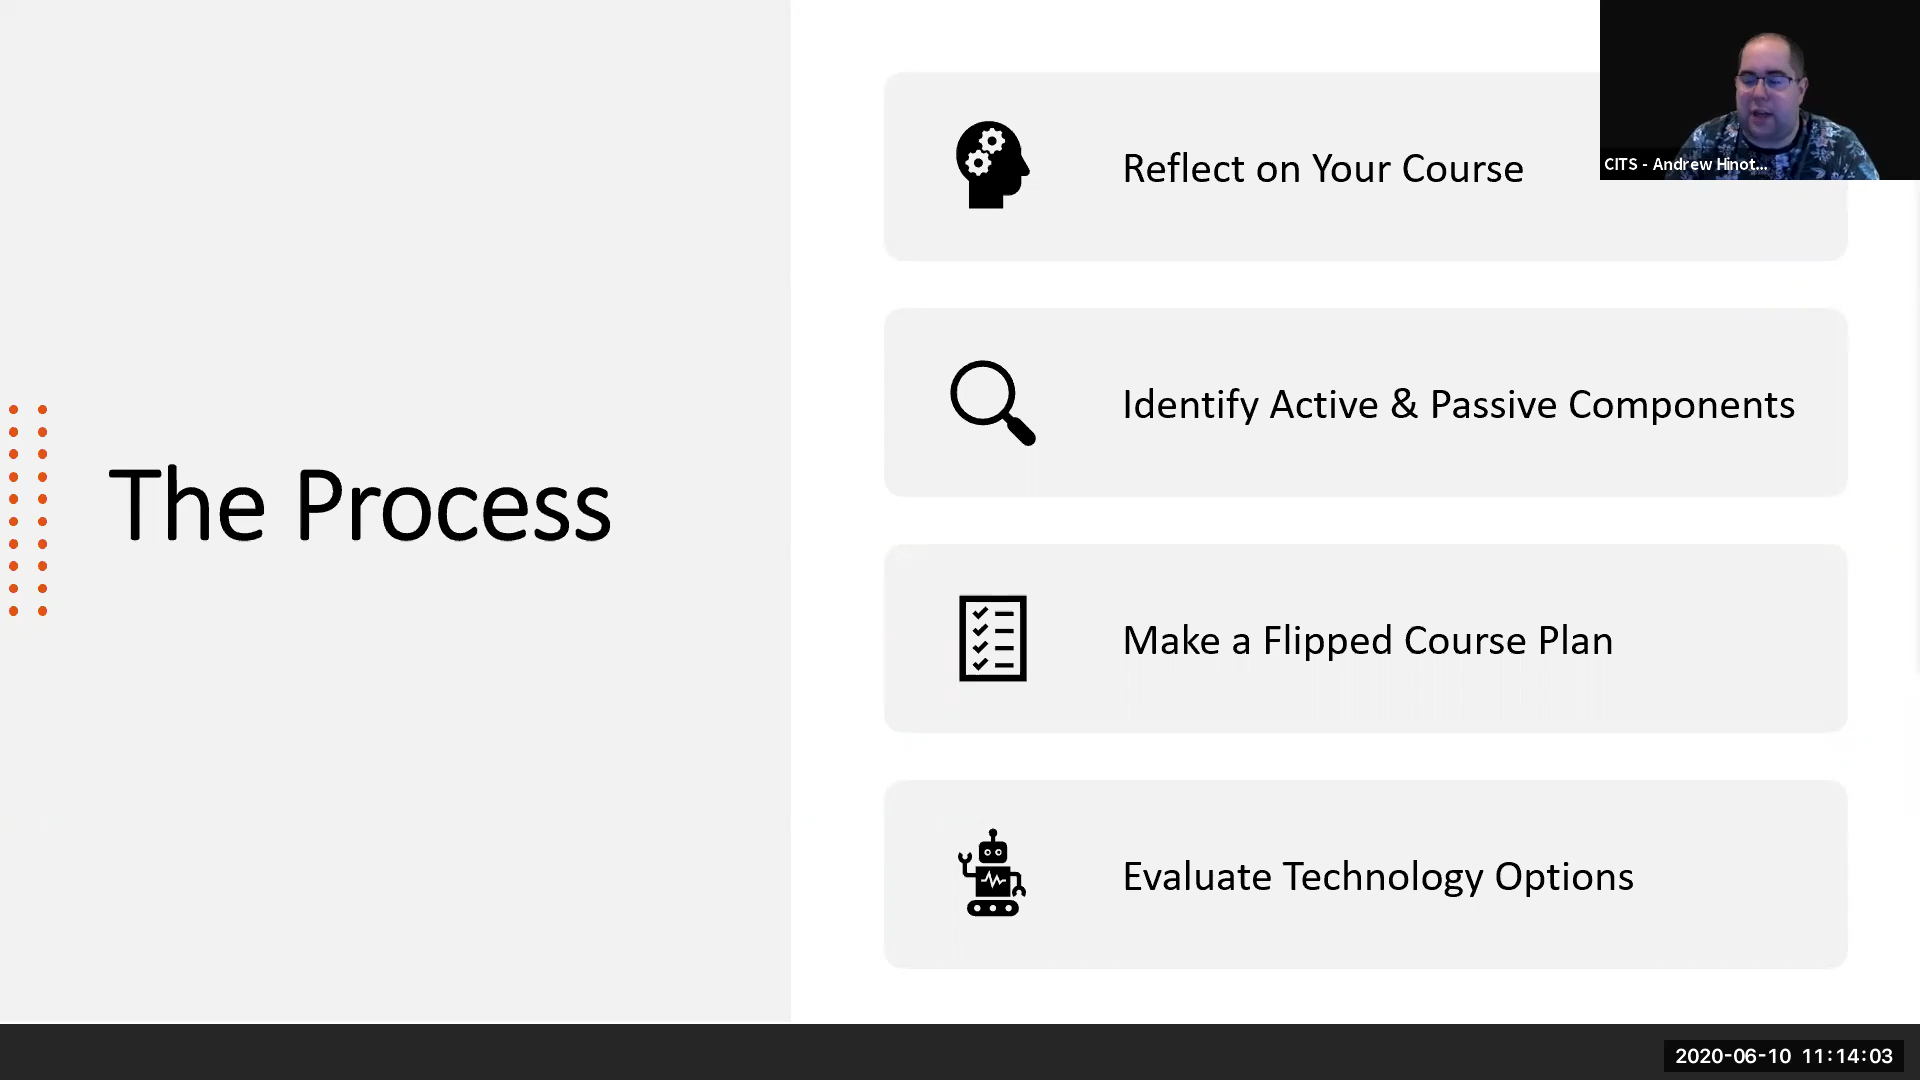 The Process
Reflect on Your Course
CITS - Andrew Hinot...
Identify Active & Passive Components
Make a Flipped Course Plan
Evaluate Technology Options
2020-06-10 11:14:03